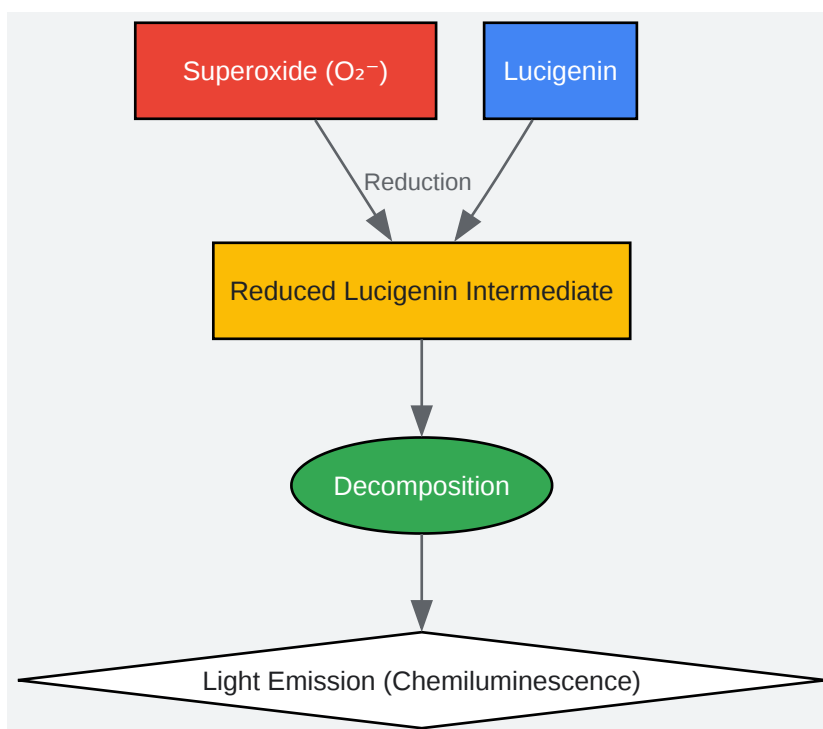 Superoxide (O₂⁻)
Lucigenin
Reduction
Reduced Lucigenin Intermediate
Decomposition
Light Emission (Chemiluminescence)